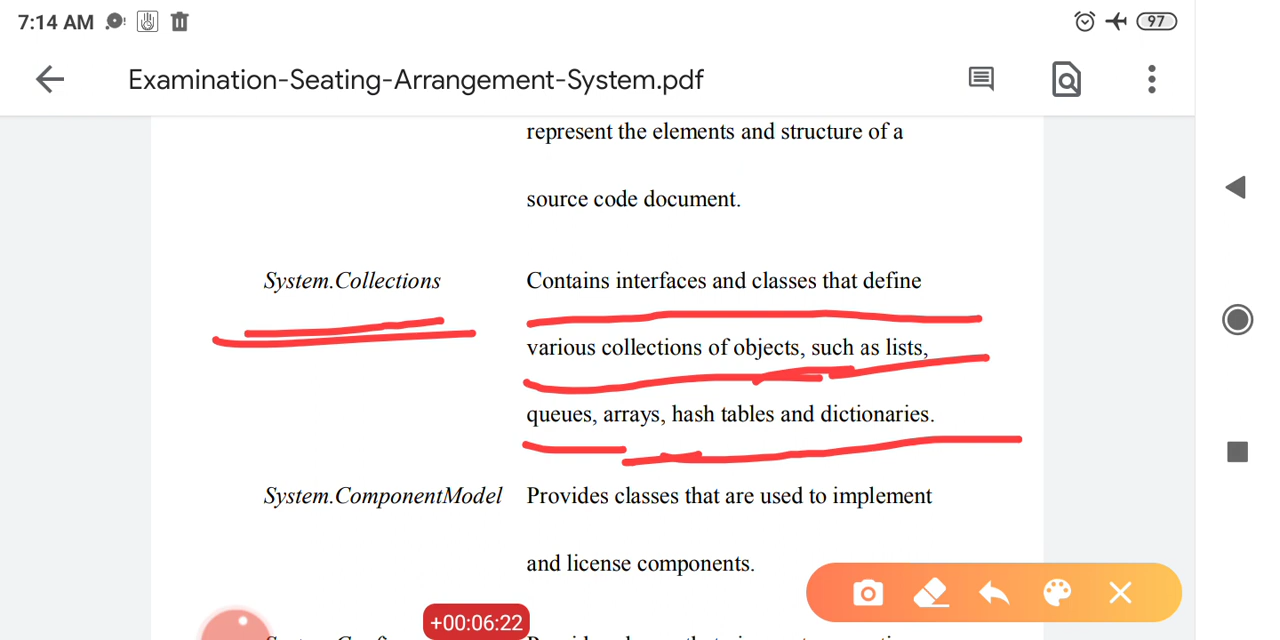 7:14 AM
97
Examination-Seating-Arrangement-System.pdf
represent the elements and structure of a
source code document.
System.Collections Contains interfaces and classes that define
various collections of objects, such as lists,
queues, arrays, hash tables and dictionaries.
System.ComponentModel Provides classes that are used to implement
and license components.
+00:06:22